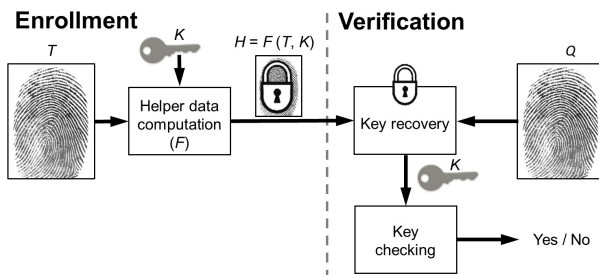 Enrollment
Verification
T
K
H = F (T, K)
Q
Helper data
computation
(F)
Key recovery
K
Key
checking
Yes / No